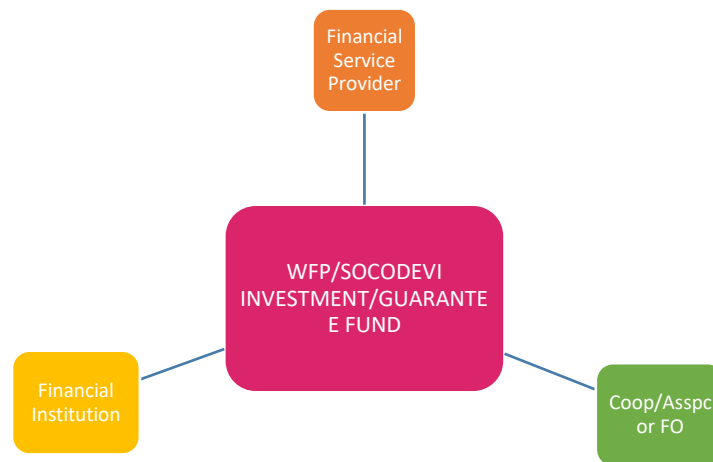 Financial
Service
Provider
WFP/SOCODEVI
INVESTMENT/GUARANTE
E FUND
Financial
Institution
Coop/Asspc
or FO